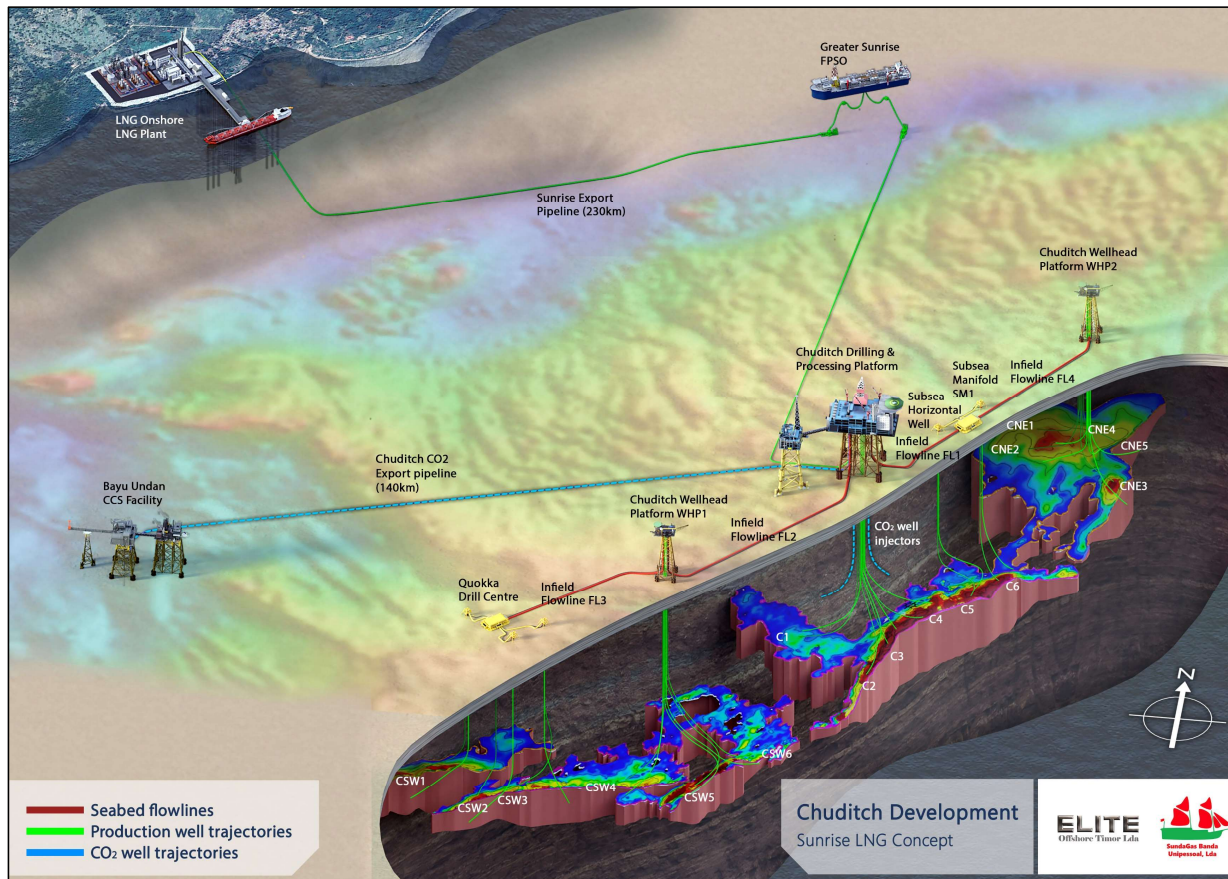 Greater Sunrise
FPSO
LNG Onshore
LNG Plant
Sunrise Export
Pipeline (230km)
Chuditch Wellhead
Platform WHP2
Chuditch Drilling &
Processing Platform
Subsea
Manifold
SM1
Infield
Flowline FL4
Subsea
Horizontal
Well
Infield
Flowline FL1
CNE1
CNE2
CNE4
CNE5
CNE3
Chuditch CO2
Export pipeline
(140km)
Bayu Undan
CCS Facility
Chuditch Wellhead
Platform WHP1
Infield
Flowline FL2
CO₂ well
injectors
Quokka
Drill Centre
Infield
Flowline FL3
C1
C2
C3
C4
C5
C6
CSW1
CSW2
CSW3
CSW4
CSW5
CSW6
N
Seabed flowlines
Production well trajectories
CO₂ well trajectories
Chuditch Development
Sunrise LNG Concept
ELITE
Offshore Timor Lda
SundaGas Banda
Unipessoal, Lda